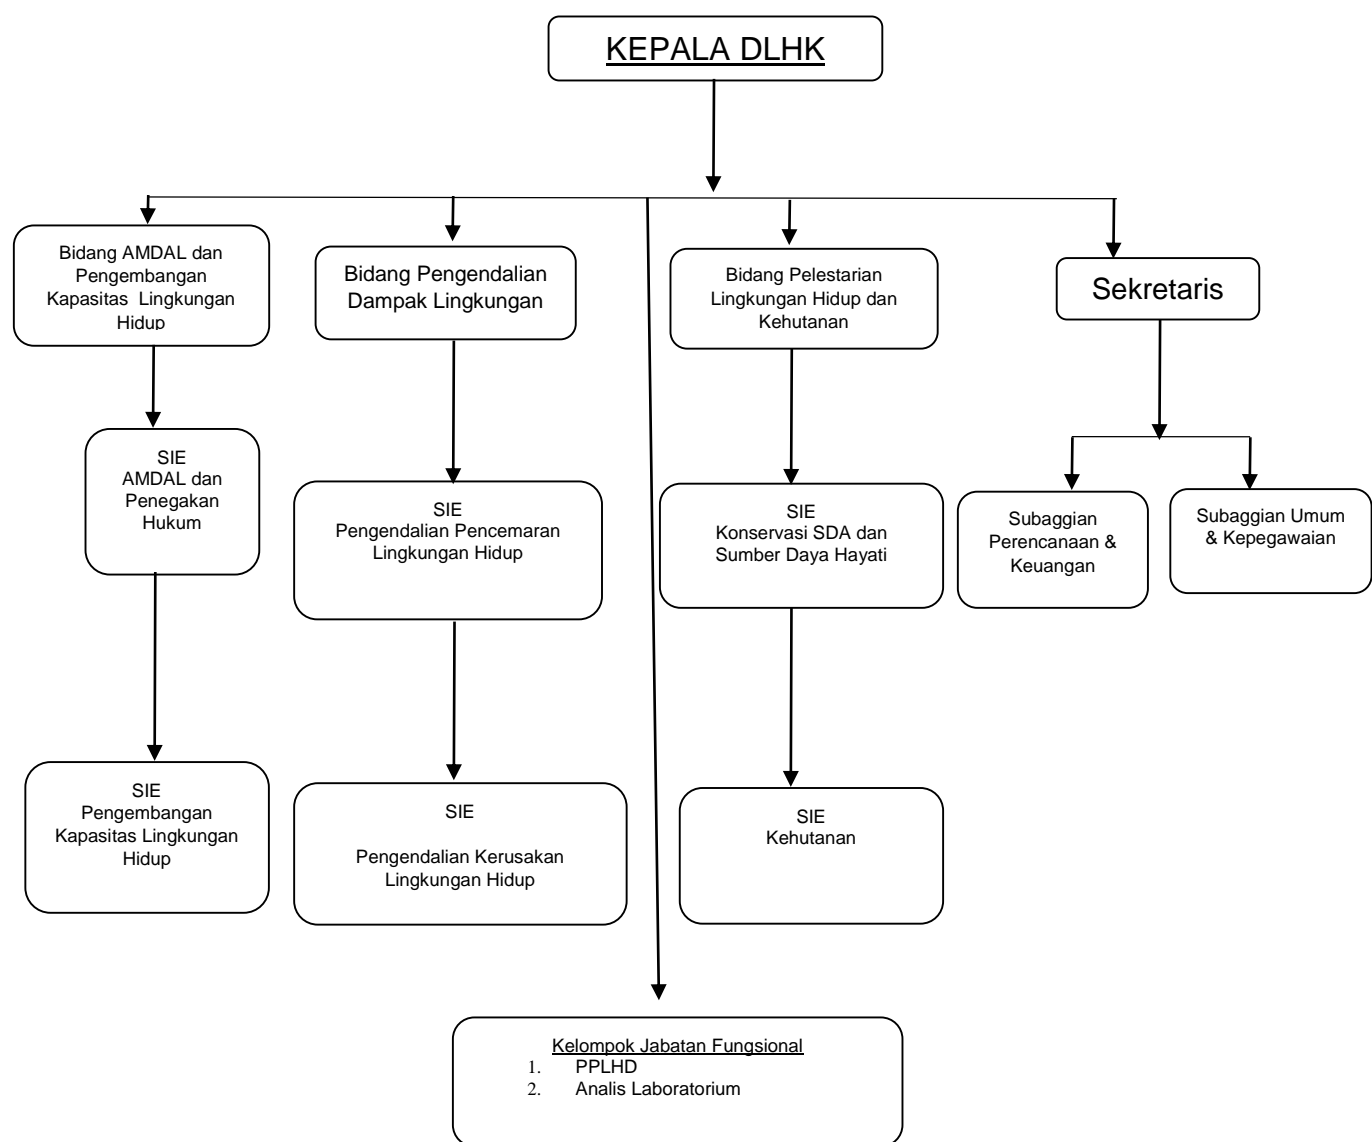 KEPALA DLHK
Bidang AMDAL dan
Pengembangan
Kapasitas Lingkungan
Hidup
Bidang Pengendalian
Dampak Lingkungan
Bidang Pelestarian
Lingkungan Hidup dan
Kehutanan
Sekretaris
SIE
AMDAL dan
Penegakan
Hukum
SIE
Pengendalian Pencemaran
Lingkungan Hidup
SIE
Konservasi SDA dan
Sumber Daya Hayati
Subaggian
Perencanaan &
Keuangan
Subaggian Umum
& Kepegawaian
SIE
Pengembangan
Kapasitas Lingkungan
Hidup
SIE
Pengendalian Kerusakan
Lingkungan Hidup
SIE
Kehutanan
Kelompok Jabatan Fungsional
1. PPLHD
2. Analis Laboratorium